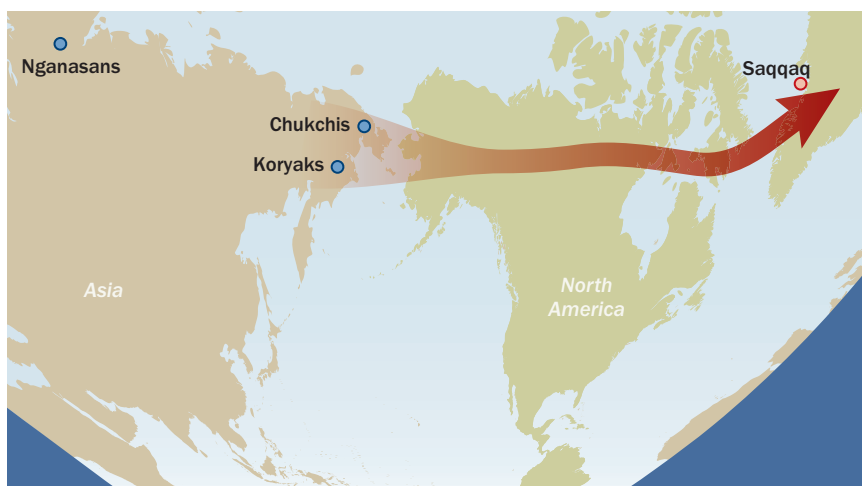 Nganasans
Saqqaq
Chukchis
Koryaks
Asia
North
America